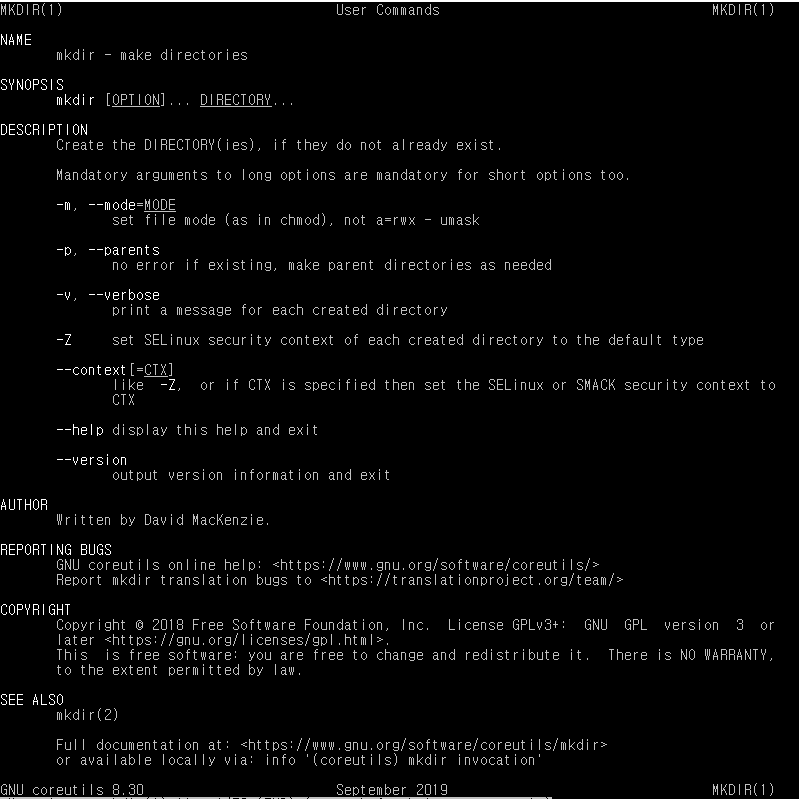 MKDIR(1) User Commands MKDIR(1)
NAME
mkdir - make directories
SYNOPSIS
mkdir [OPTION]... DIRECTORY...
DESCRIPTION
Create the DIRECTORY(ies), if they do not already exist.
Mandatory arguments to long options are mandatory for short options too.
-m, --mode=MODE
set file mode (as in chmod), not a=rwx - umask
-p, --parents
no error if existing, make parent directories as needed
-v, --verbose
print a message for each created directory
-Z set SELinux security context of each created directory to the default type
--context[=CTX]
like -Z, or if CTX is specified then set the SELinux or SMACK security context to
CTX
--help display this help and exit
--version
output version information and exit
AUTHOR
Written by David MacKenzie.
REPORTING BUGS
GNU coreutils online help: <https://www.gnu.org/software/coreutils/>
Report mkdir translation bugs to <https://translationproject.org/team/>
COPYRIGHT
Copyright © 2018 Free Software Foundation, Inc. License GPLv3+: GNU GPL version 3 or
later <https://gnu.org/licenses/gpl.html>.
This is free software: you are free to change and redistribute it. There is NO WARRANTY,
to the extent permitted by law.
SEE ALSO
mkdir(2)
Full documentation at: <https://www.gnu.org/software/coreutils/mkdir>
or available locally via: info '(coreutils) mkdir invocation'
GNU coreutils 8.30 September 2019 MKDIR(1)